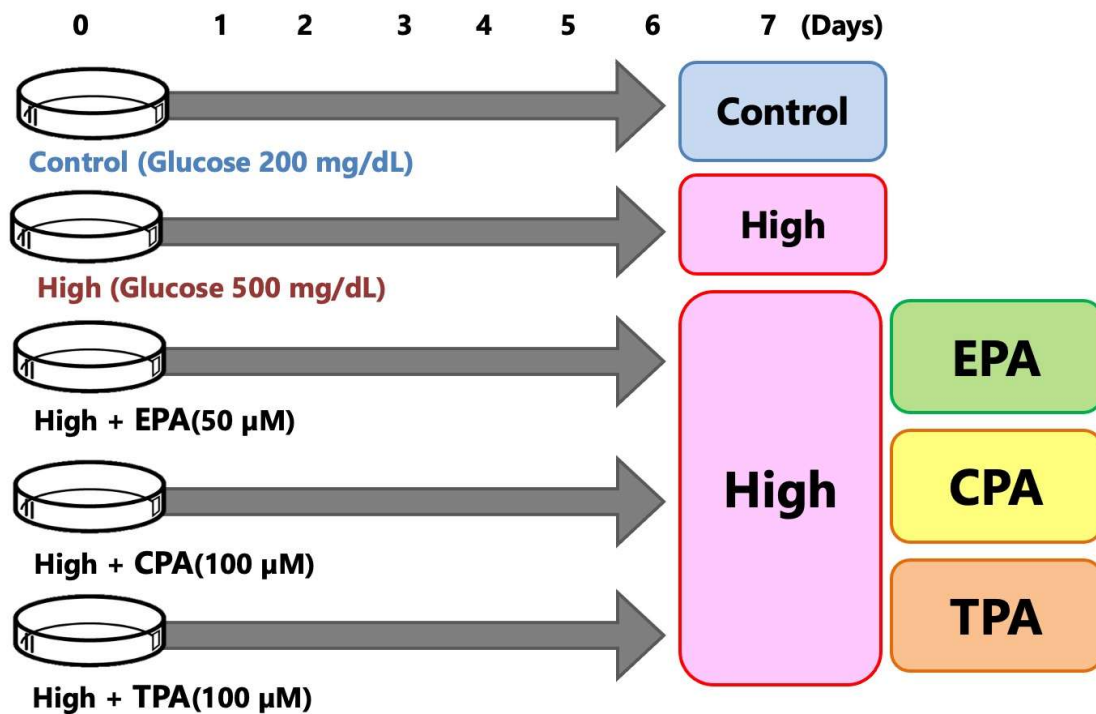 0 1 2 3 4 5 6 7 (Days)
Control
Control (Glucose 200 mg/dL)
High
High (Glucose 500 mg/dL)
EPA
High + EPA(50 µM)
High
CPA
High + CPA(100 µM)
TPA
High + TPA(100 µM)